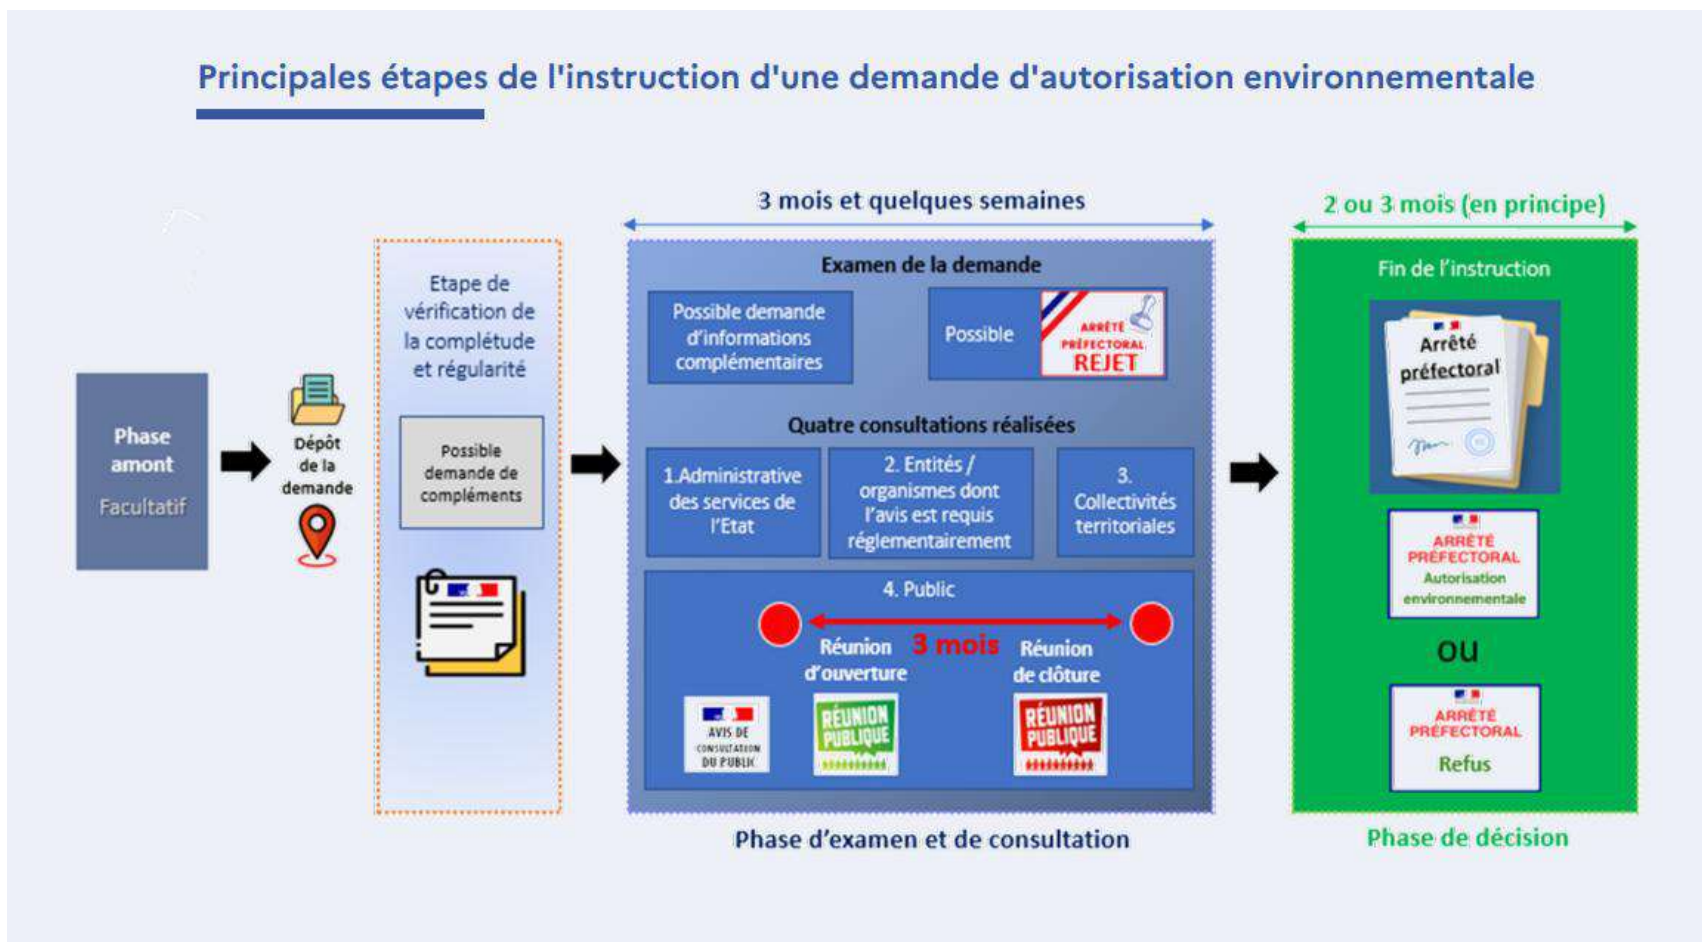 Principales étapes de l'instruction d'une demande d'autorisation environnementale
Phase
amont
Facultatif
Dépôt
de la
demande
Etape de
vérification de
la complétude
et régularité
Possible
demande de
compléments
3 mois et quelques semaines
Examen de la demande
Possible demande
d'informations
complémentaires
Possible
ARRÊTÉ
PRÉFECTORAL
REJET
Quatre consultations réalisées
1.Administrative
des services de
l'Etat
2. Entités /
organismes dont
l'avis est requis
réglementairement
3.
Collectivités
territoriales
4. Public
3 mois
Réunion
d'ouverture
Réunion
de clôture
AVIS DE
CONSULTATION
DU PUBLIC
RÉUNION
PUBLIQUE
RÉUNION
PUBLIQUE
Phase d'examen et de consultation
2 ou 3 mois (en principe)
Fin de l'instruction
Arrêté
préfectoral
ARRÊTÉ
PRÉFECTORAL
Autorisation
environnementale
ou
ARRÊTÉ
PRÉFECTORAL
Refus
Phase de décision